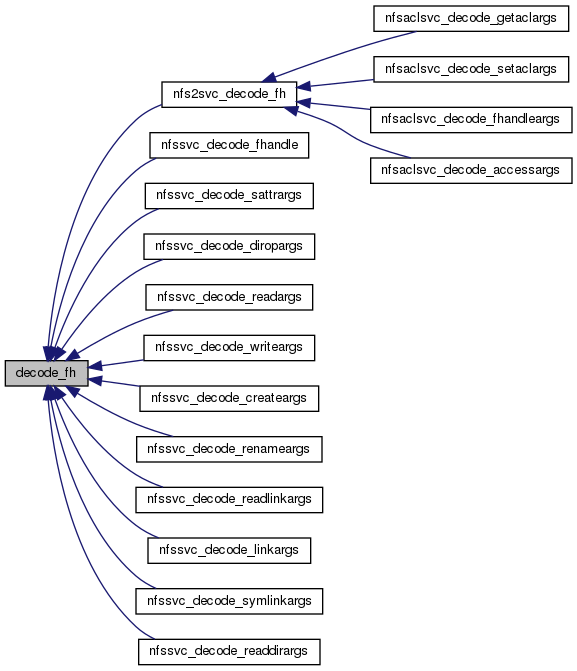 nfsaclsvc_decode_getaclargs
nfsaclsvc_decode_setaclargs
nfs2svc_decode_fh
nfsaclsvc_decode_fhandleargs
nfssvc_decode_fhandle
nfsaclsvc_decode_accessargs
nfssvc_decode_sattrargs
nfssvc_decode_diropargs
nfssvc_decode_readargs
nfssvc_decode_writeargs
decode_fh
nfssvc_decode_createargs
nfssvc_decode_renameargs
nfssvc_decode_readlinkargs
nfssvc_decode_linkargs
nfssvc_decode_symlinkargs
nfssvc_decode_readdirargs